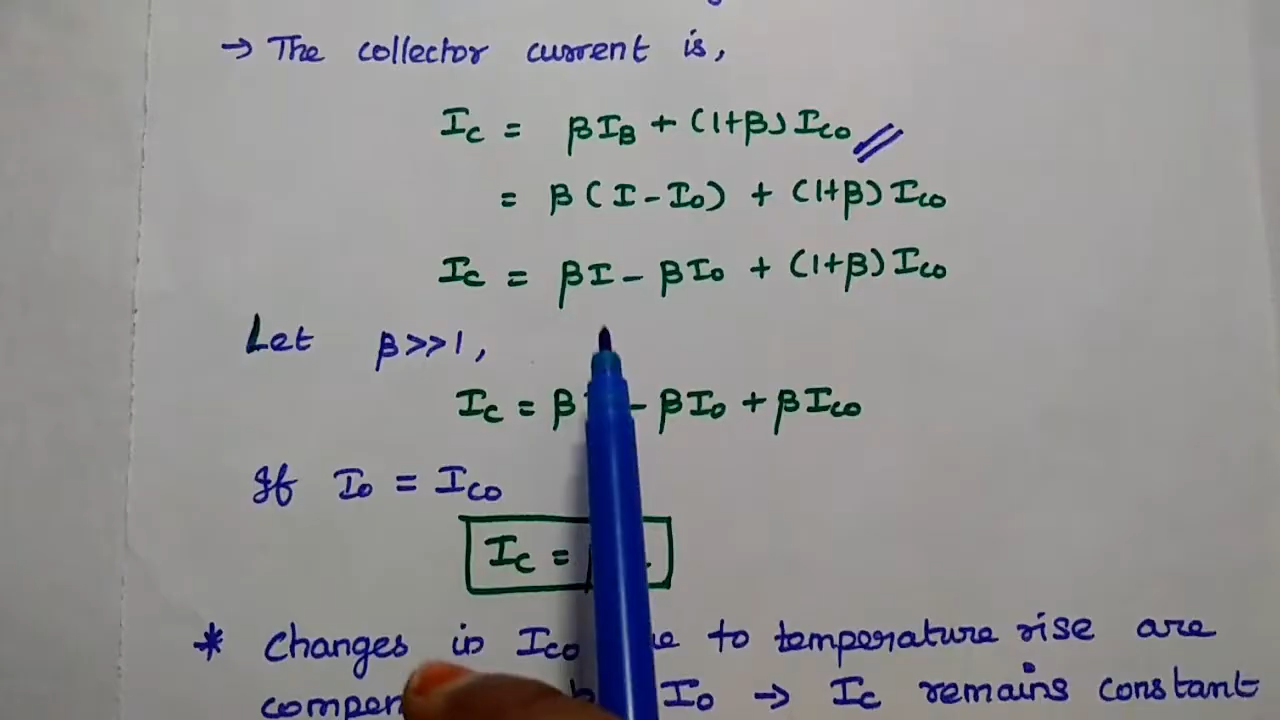 → The collector current is,
Ic = βIB + (1+β) Ico
= β (I - Io) + (1+β) Ico
Ic = βI - βIo + (1+β) Ico
Let β>>1,
Ic = β - βIo + βIco
If Io = Ico
Ic =
* Changes in Ico to temperature rise are
Io → Ic remains constant